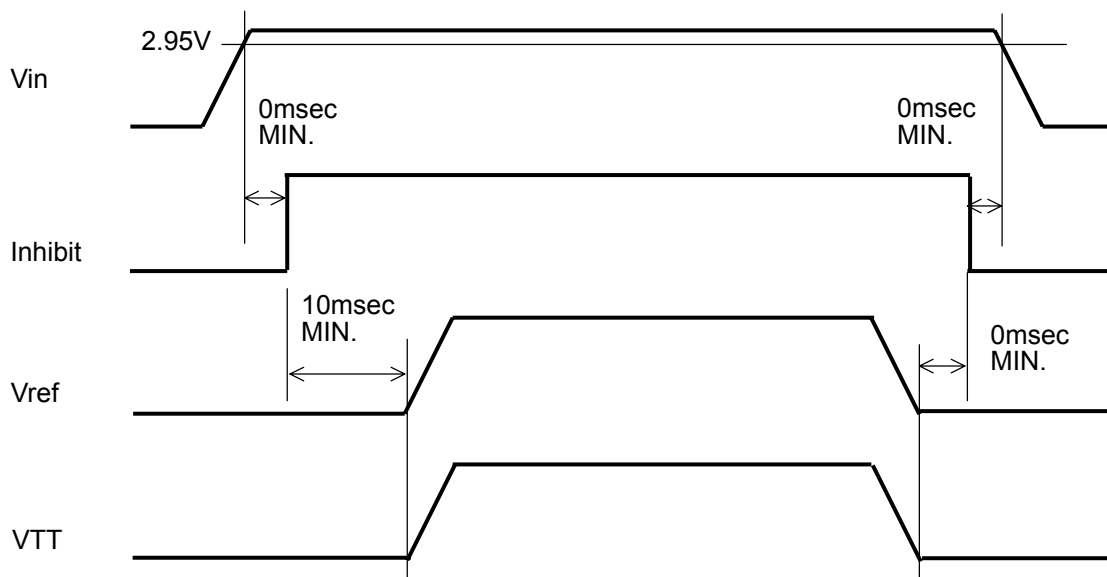 2.95V
Vin
0msec
MIN.
0msec
MIN.
Inhibit
10msec
MIN.
0msec
MIN.
Vref
VTT